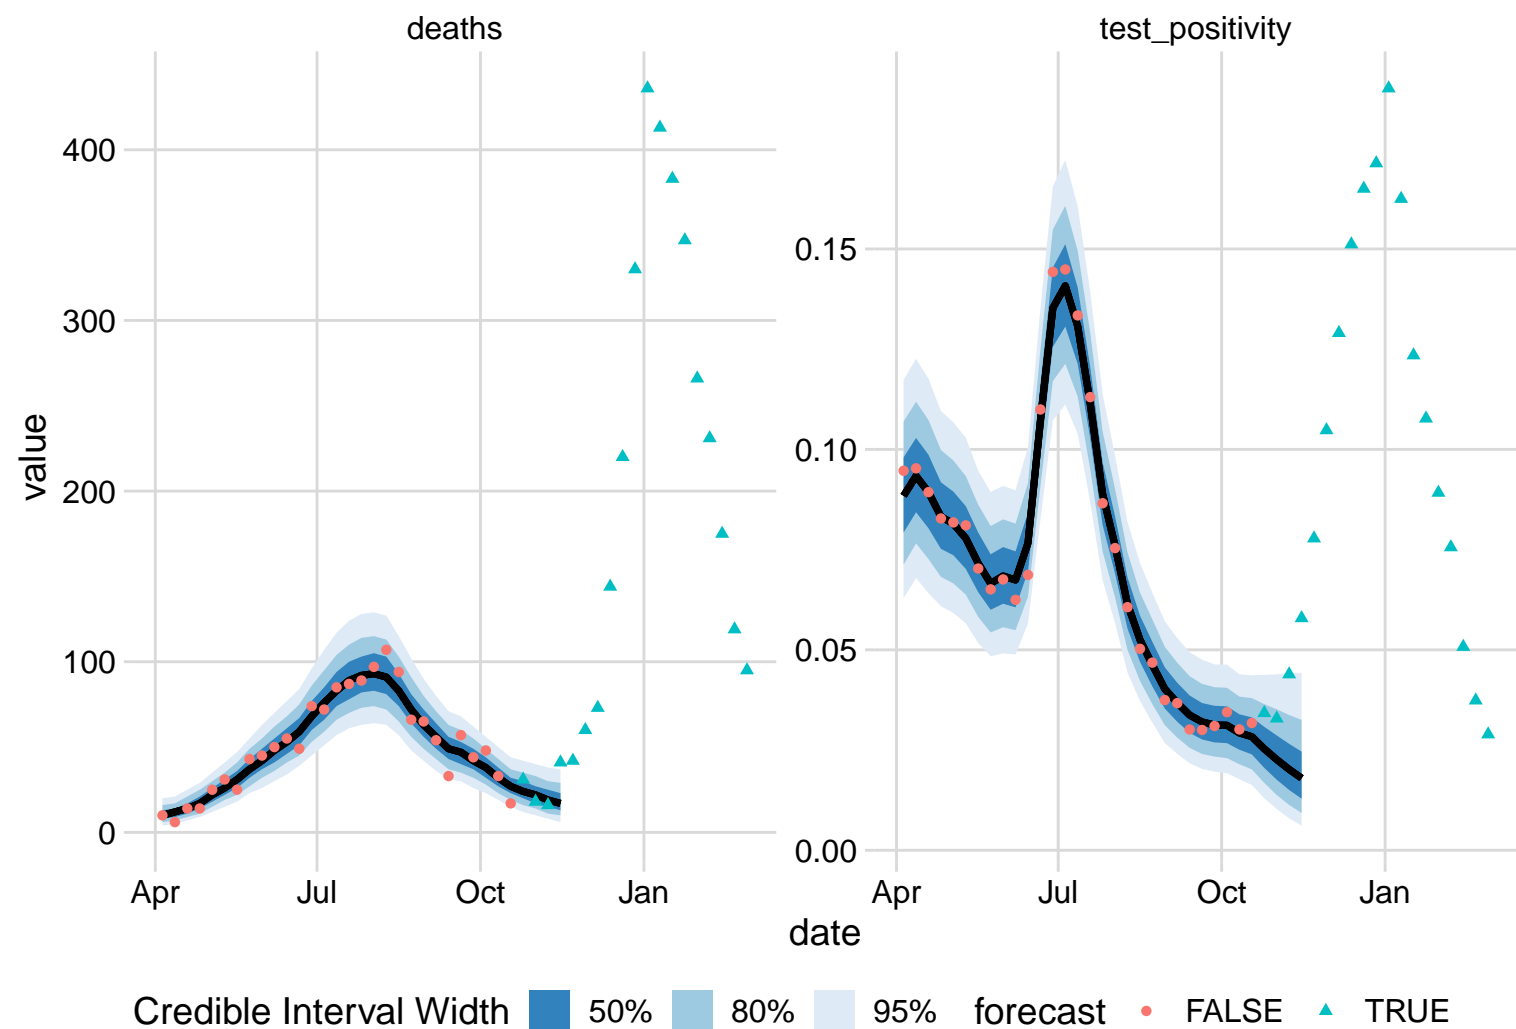 deaths
test_positivity
value
400
300
200
100
0
0.15
0.10
0.05
0.00
Apr
Jul
Oct
Jan
Apr
Jul
Oct
Jan
date
Credible Interval Width 50% 80% 95% forecast FALSE TRUE